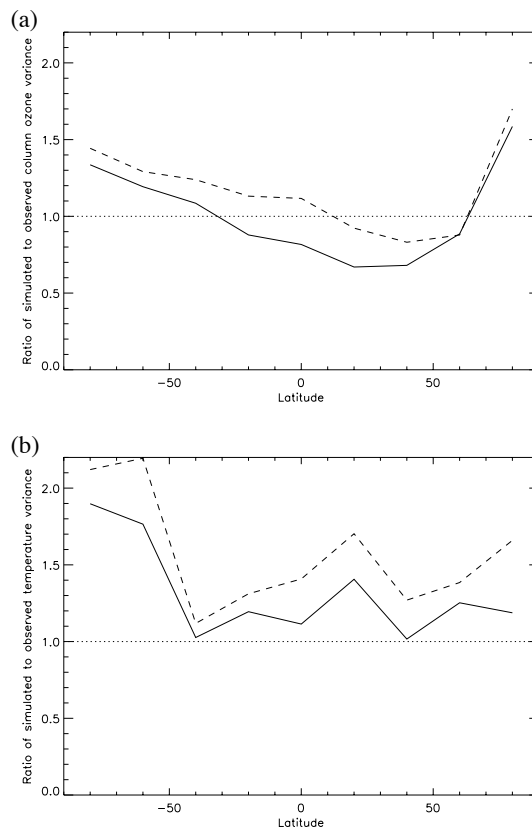 (a)
Ratio of simulated to observed column ozone variance
2.0
1.5
1.0
0.5
0.0
−50
0
50
Latitude
(b)
Ratio of simulated to observed temperature variance
2.0
1.5
1.0
0.5
0.0
−50
0
50
Latitude